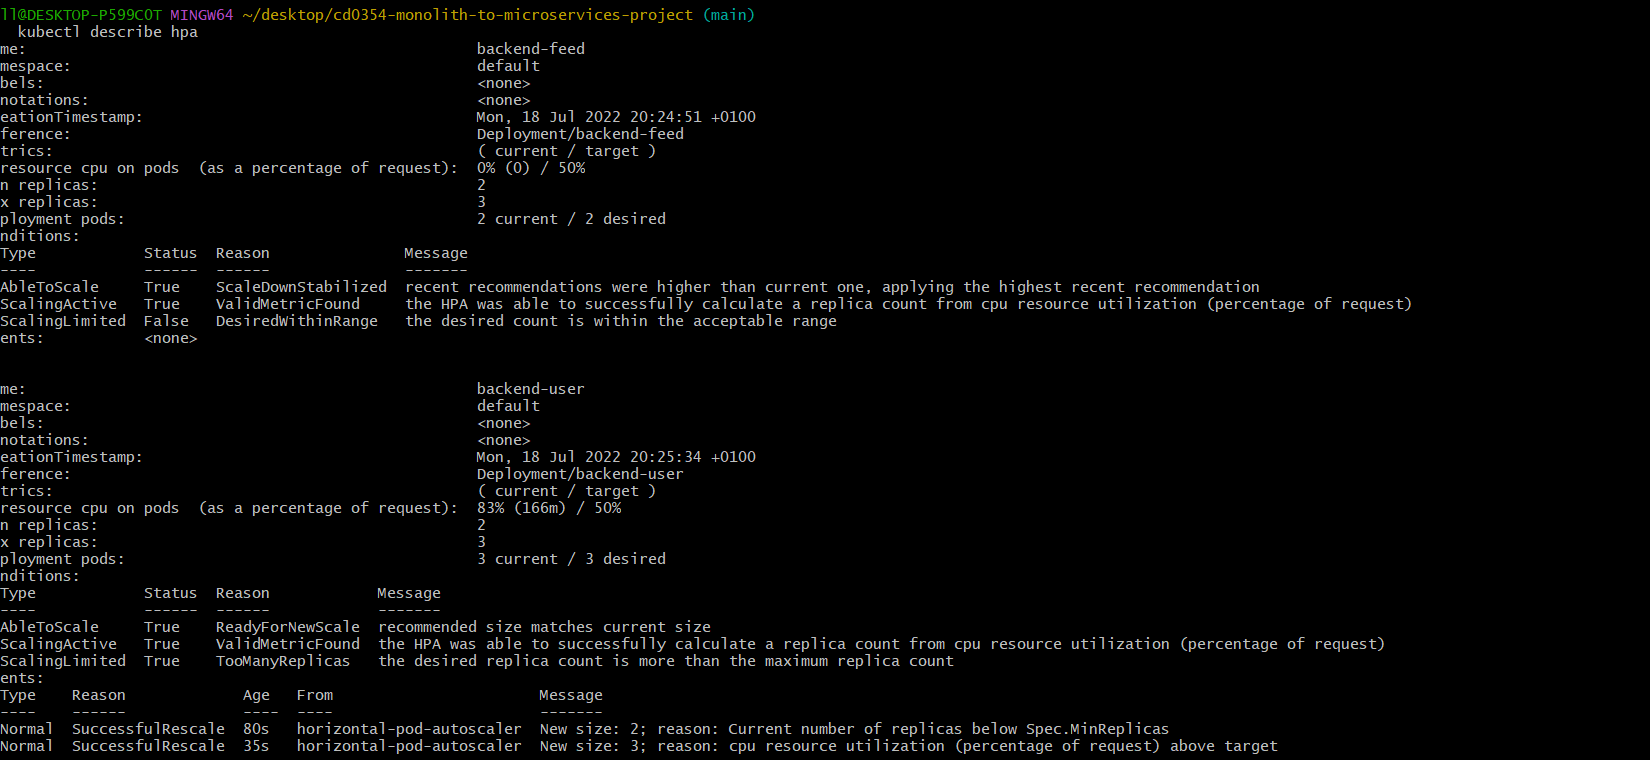 ll@DESKTOP-P599COT MINGW64 ~/desktop/cd0354-monolith-to-microservices-project (main)
kubectl describe hpa
me: backend-feed
mespace: default
bels: <none>
notations: <none>
eationTimestamp: Mon, 18 Jul 2022 20:24:51 +0100
ference: Deployment/backend-feed
trics: ( current / target )
resource cpu on pods  (as a percentage of request): 0% (0) / 50%
n replicas: 2
x replicas: 3
ployment pods: 2 current / 2 desired
nditions:
Type Status Reason Message
---- ------ ------ -------
AbleToScale True ScaleDownStabilized recent recommendations were higher than current one, applying the highest recent recommendation
ScalingActive True ValidMetricFound the HPA was able to successfully calculate a replica count from cpu resource utilization (percentage of request)
ScalingLimited False DesiredWithinRange the desired count is within the acceptable range
ents: <none>
me: backend-user
mespace: default
bels: <none>
notations: <none>
eationTimestamp: Mon, 18 Jul 2022 20:25:34 +0100
ference: Deployment/backend-user
trics: ( current / target )
resource cpu on pods  (as a percentage of request): 83% (166m) / 50%
n replicas: 2
x replicas: 3
ployment pods: 3 current / 3 desired
nditions:
Type Status Reason Message
---- ------ ------ -------
AbleToScale True ReadyForNewScale recommended size matches current size
ScalingActive True ValidMetricFound the HPA was able to successfully calculate a replica count from cpu resource utilization (percentage of request)
ScalingLimited True TooManyReplicas the desired replica count is more than the maximum replica count
ents:
Type Reason Age From Message
---- ------ ---- ---- -------
Normal SuccessfulRescale 80s horizontal-pod-autoscaler New size: 2; reason: Current number of replicas below Spec.MinReplicas
Normal SuccessfulRescale 35s horizontal-pod-autoscaler New size: 3; reason: cpu resource utilization (percentage of request) above target